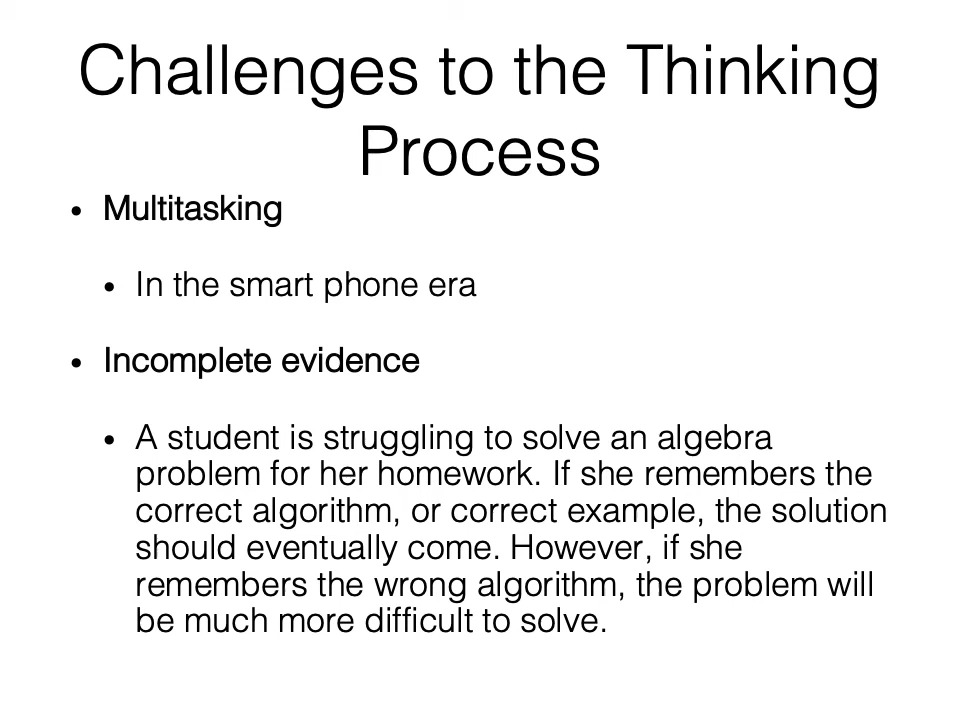 Challenges to the Thinking
Process
• Multitasking
• In the smart phone era
• Incomplete evidence
• A student is struggling to solve an algebra
problem for her homework. If she remembers the
correct algorithm, or correct example, the solution
should eventually come. However, if she
remembers the wrong algorithm, the problem will
be much more difficult to solve.